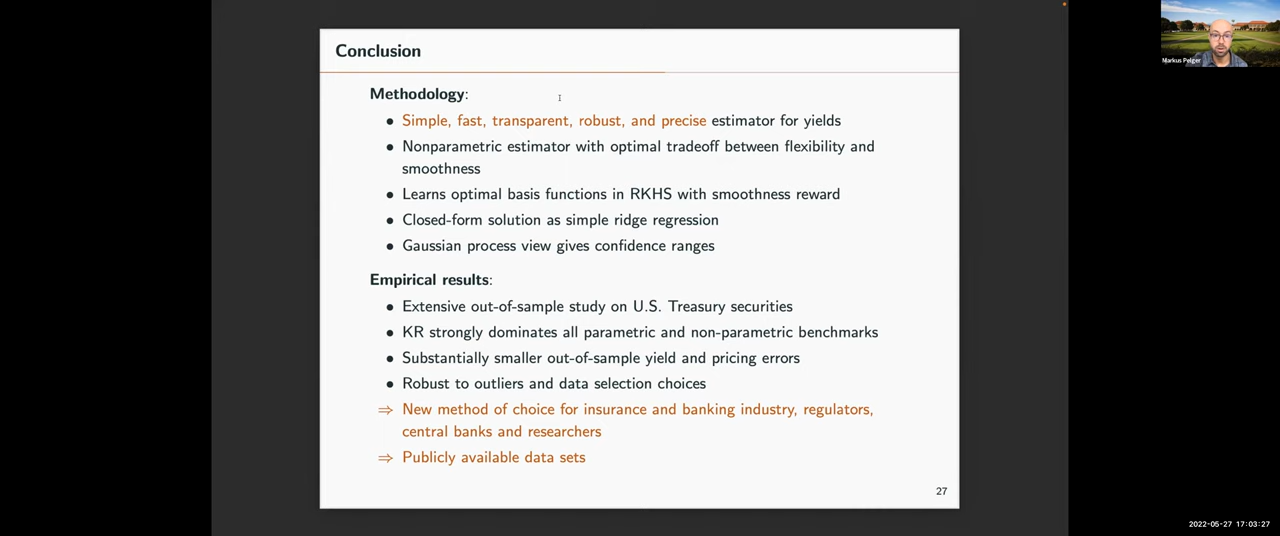 Conclusion
Markus Pelger
Methodology:
• Simple, fast, transparent, robust, and precise estimator for yields
• Nonparametric estimator with optimal tradeoff between flexibility and
smoothness
• Learns optimal basis functions in RKHS with smoothness reward
• Closed-form solution as simple ridge regression
• Gaussian process view gives confidence ranges
Empirical results:
• Extensive out-of-sample study on U.S. Treasury securities
• KR strongly dominates all parametric and non-parametric benchmarks
• Substantially smaller out-of-sample yield and pricing errors
• Robust to outliers and data selection choices
⇒ New method of choice for insurance and banking industry, regulators,
central banks and researchers
⇒ Publicly available data sets
27
2022-05-27 17:03:27